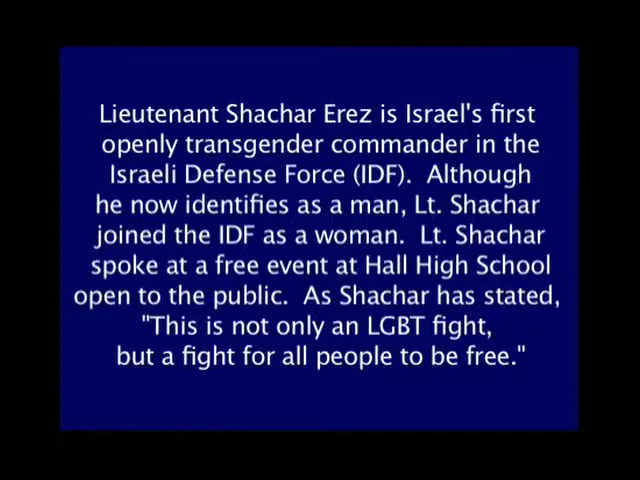 Lieutenant Shachar Erez is Israel's first
openly transgender commander in the
Israeli Defense Force (IDF).  Although
he now identifies as a man, Lt. Shachar
joined the IDF as a woman.  Lt. Shachar
spoke at a free event at Hall High School
open to the public.  As Shachar has stated,
"This is not only an LGBT fight,
but a fight for all people to be free."